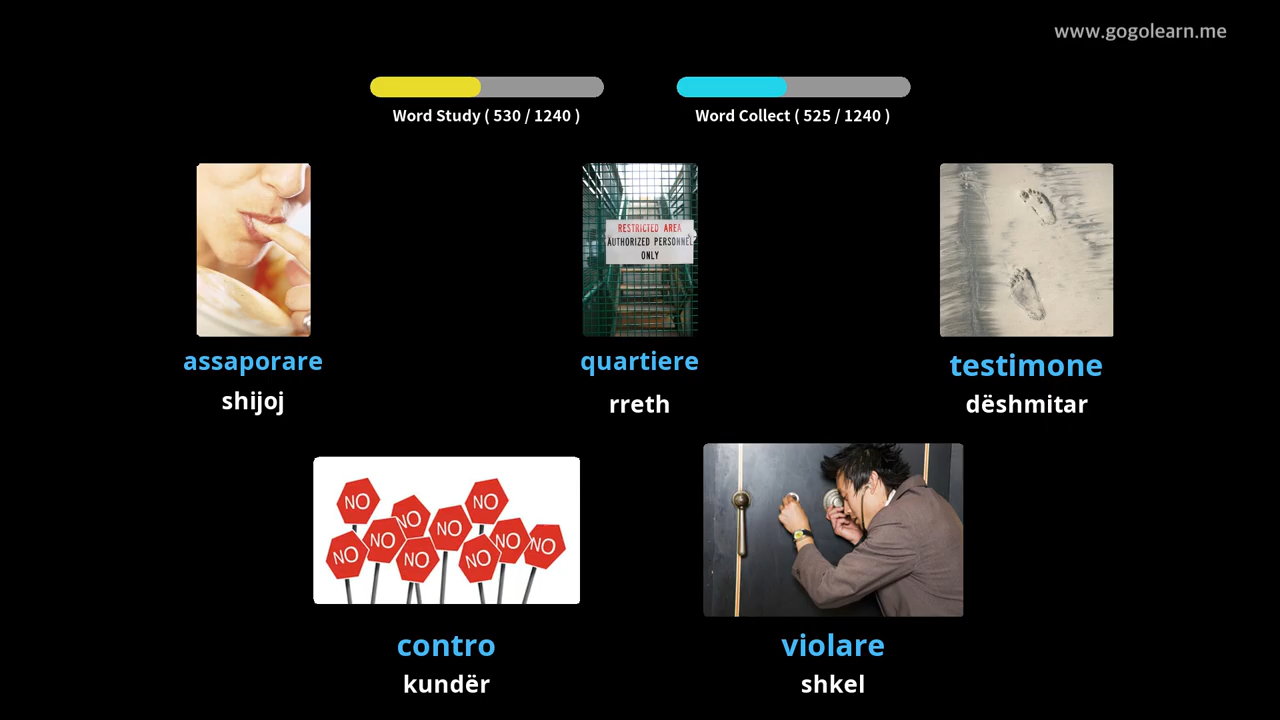 www.gogolearn.me
Word Study ( 530 / 1240 )
Word Collect ( 525 / 1240 )
RESTRICTED AREA
AUTHORIZED PERSONNEL
ONLY
assaporare
shijoj
quartiere
rreth
testimone
dëshmitar
NO
NO
NO
NO
NO
NO
NO
NO
NO
NO
contro
kundër
violare
shkel